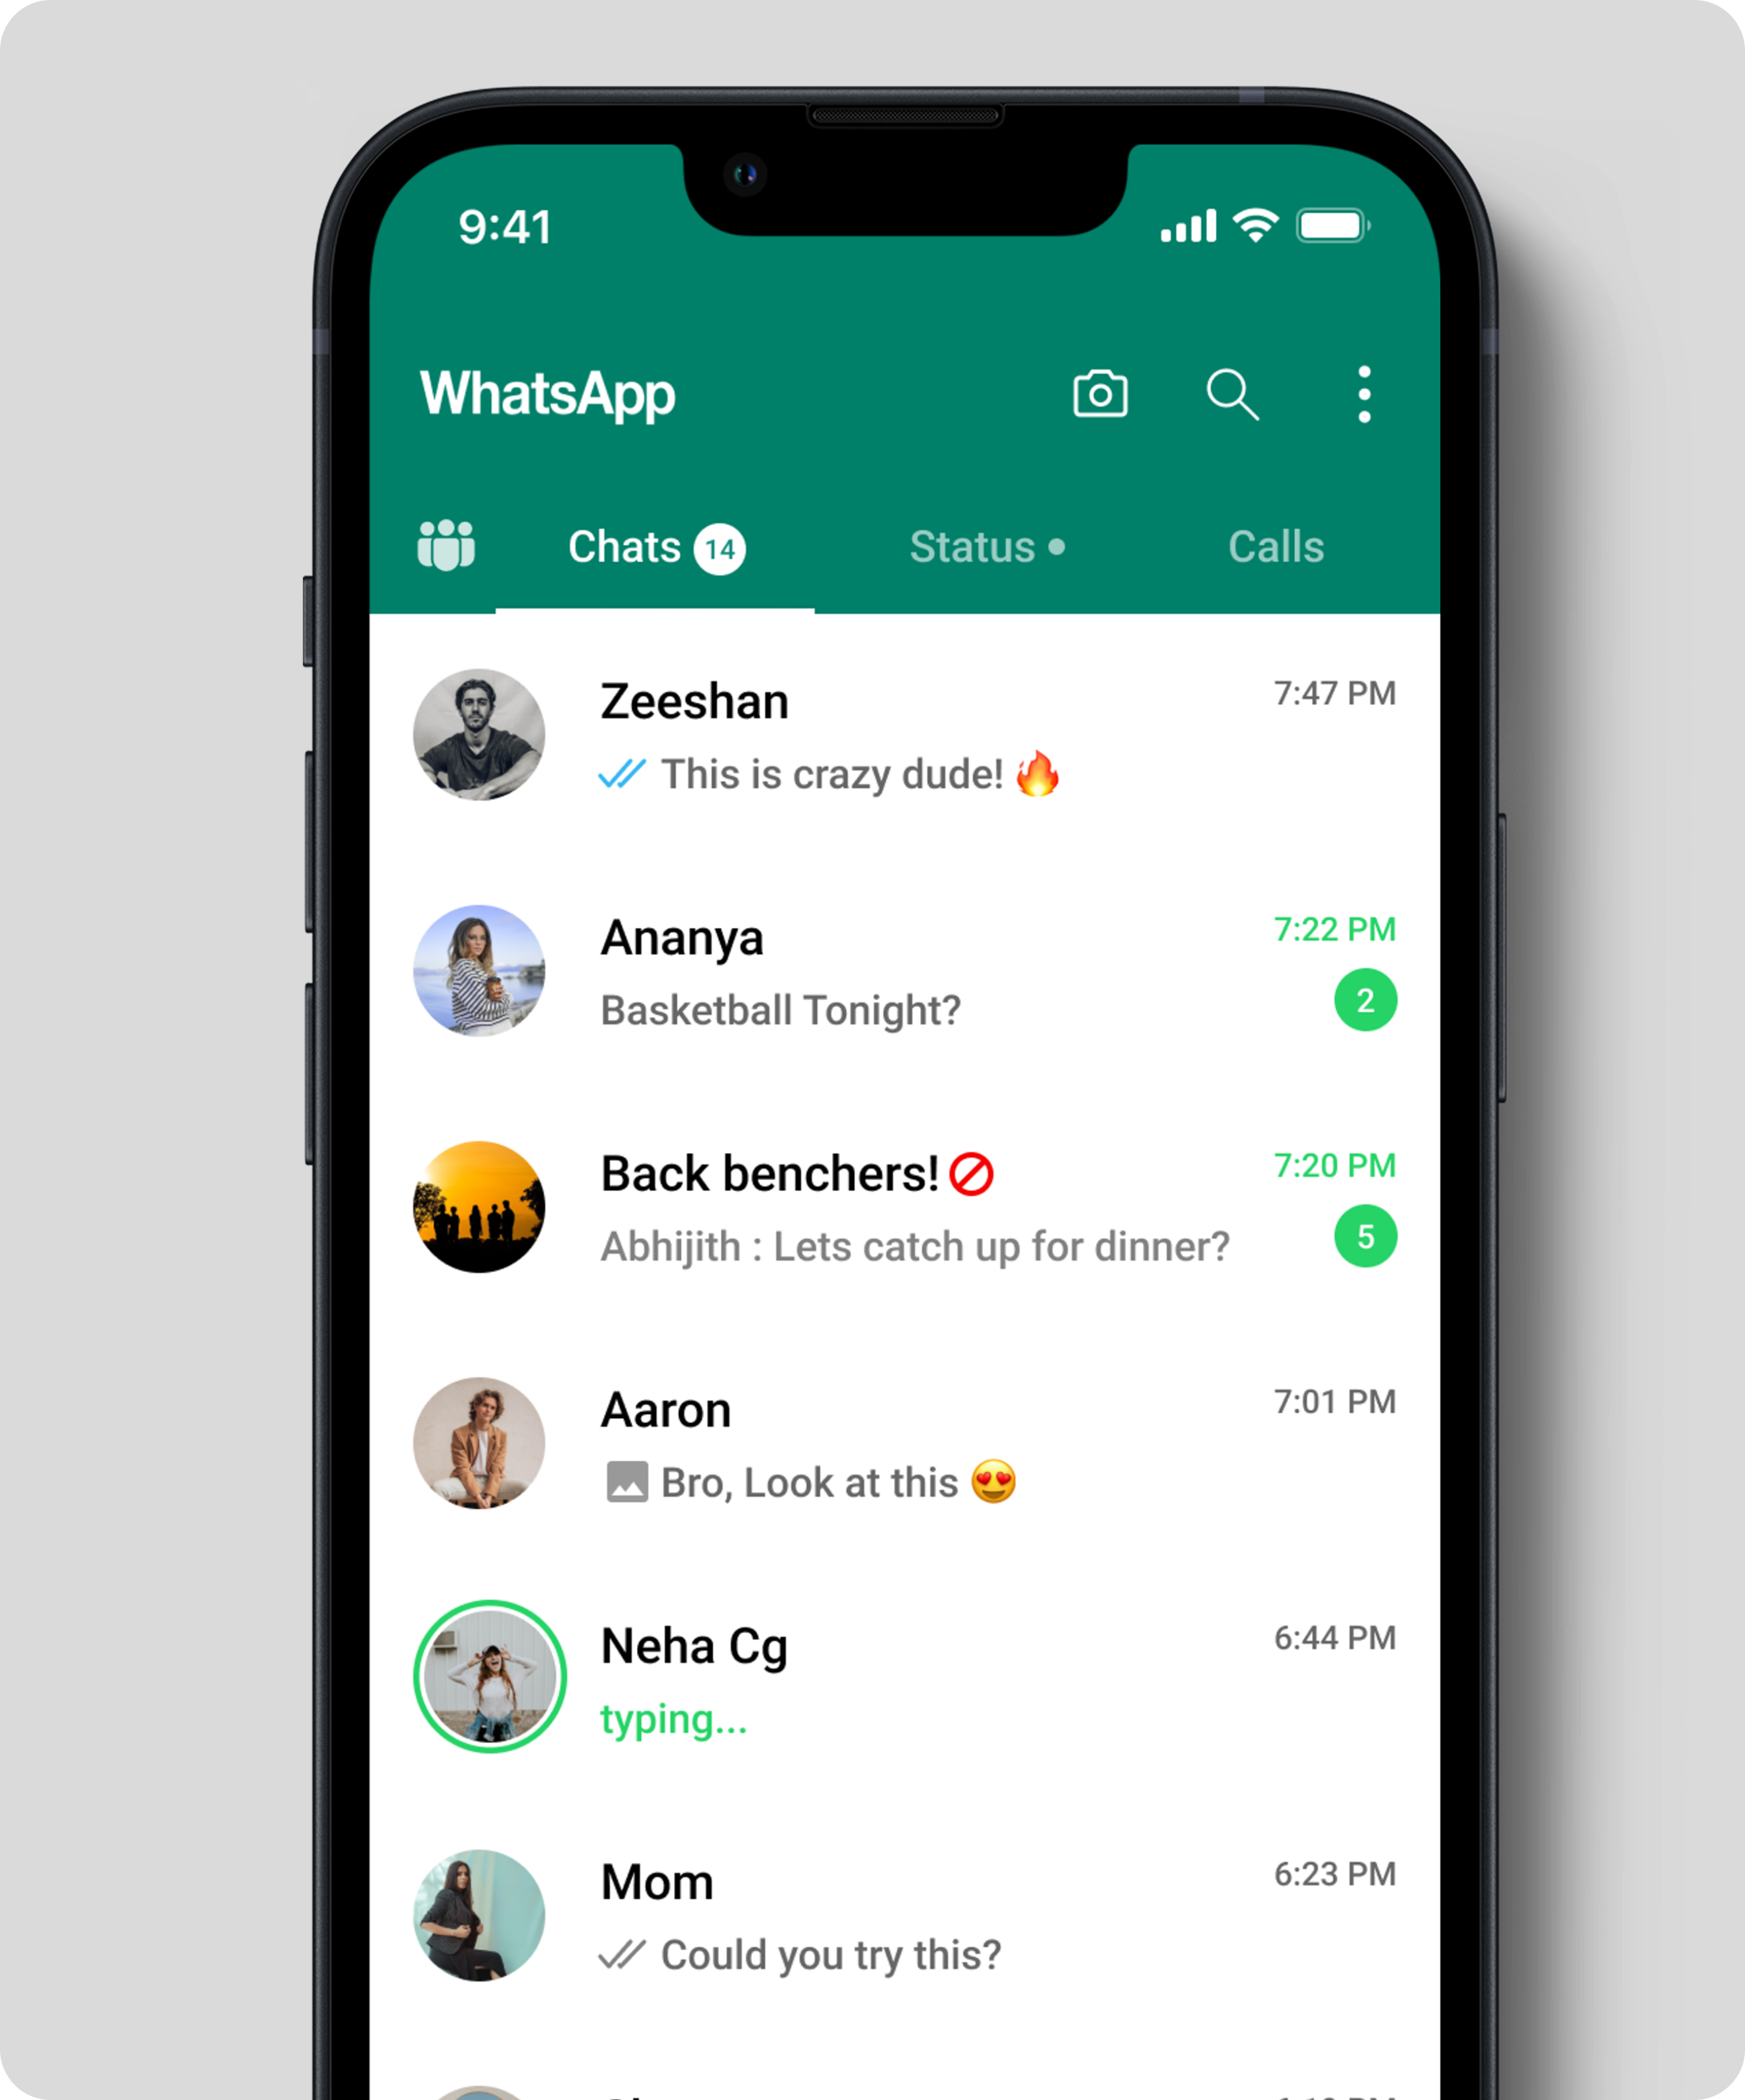 9:41
WhatsApp
Chats 14 Status Calls
Zeeshan 7:47 PM
This is crazy dude! 🔥
Ananya 7:22 PM
Basketball Tonight? 2
Back benchers! 🚫 7:20 PM
Abhijith : Lets catch up for dinner? 5
Aaron 7:01 PM
Bro, Look at this 😍
Neha Cg 6:44 PM
typing...
Mom 6:23 PM
Could you try this?